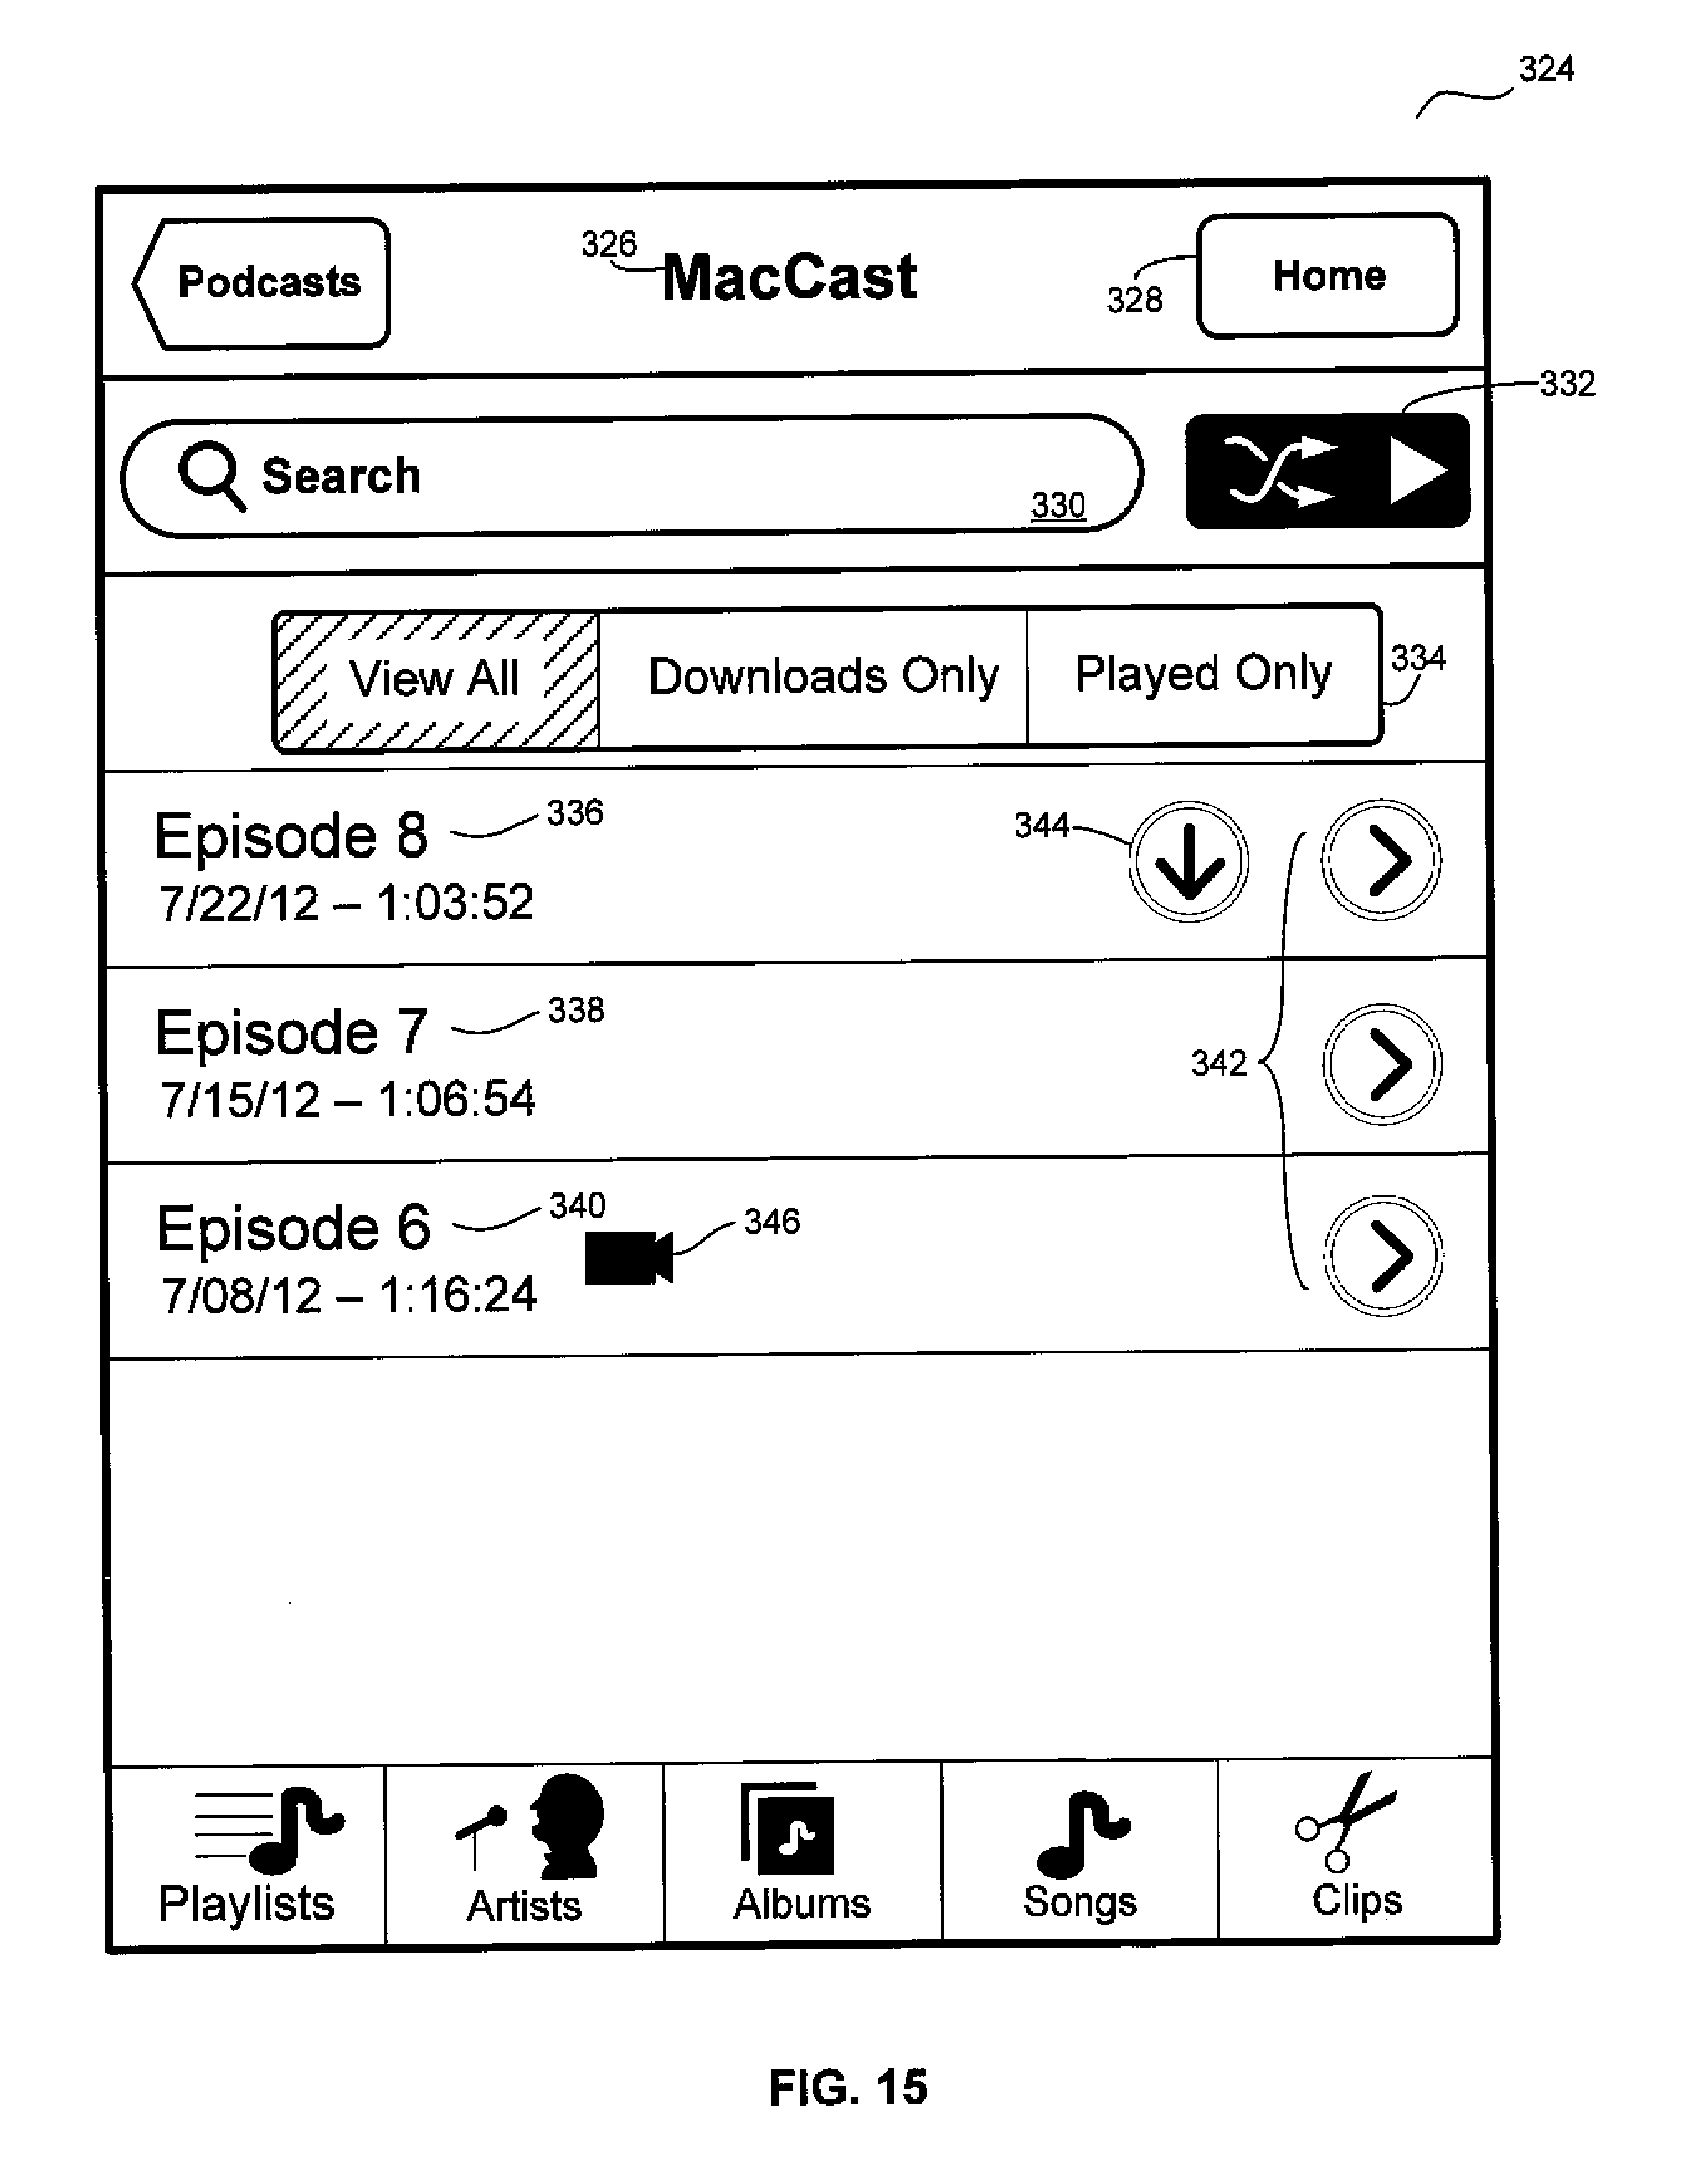 324
Podcasts 326 MacCast 328 Home
332
Search 330
View All Downloads Only Played Only 334
Episode 8 336 344
7/22/12 – 1:03:52
Episode 7 338
342
7/15/12 – 1:06:54
Episode 6 340 346
7/08/12 – 1:16:24
Playlists Artists Albums Songs Clips
FIG. 15